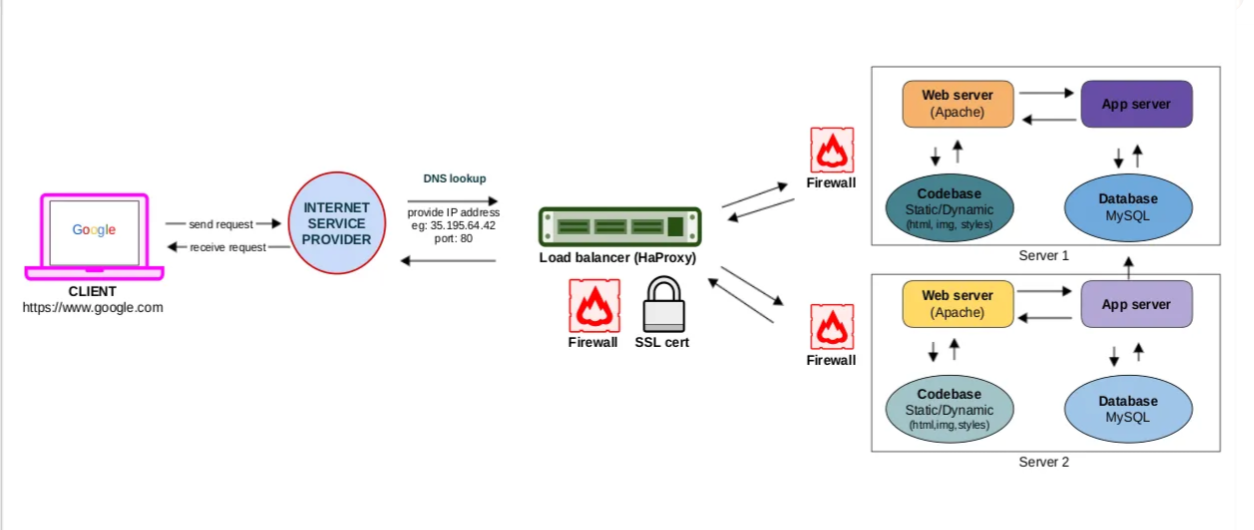 Google
CLIENT
https://www.google.com
send request
receive request
INTERNET
SERVICE
PROVIDER
DNS lookup
provide IP address
eg: 35.195.64.42
port: 80
Load balancer (HaProxy)
Firewall
SSL cert
Firewall
Firewall
Web server
(Apache)
App server
Codebase
Static/Dynamic
(html, img, styles)
Database
MySQL
Server 1
Web server
(Apache)
App server
Codebase
Static/Dynamic
(html,img,styles)
Database
MySQL
Server 2